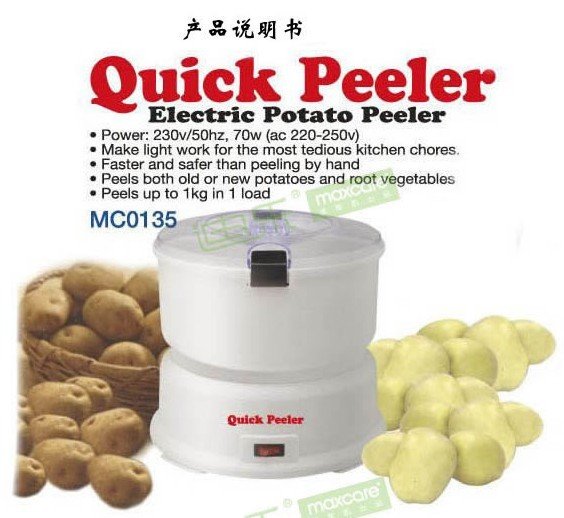 产品说明书
Quick Peeler
Electric Potato Peeler
• Power: 230v/50hz, 70w (ac 220-250v)
• Make light work for the most tedious kitchen chores.
• Faster and safer than peeling by hand
• Peels both old or new potatoes and root vegetables
• Peels up to 1kg in 1 load
maxcare
MC0135
Quick Peeler
maxcare